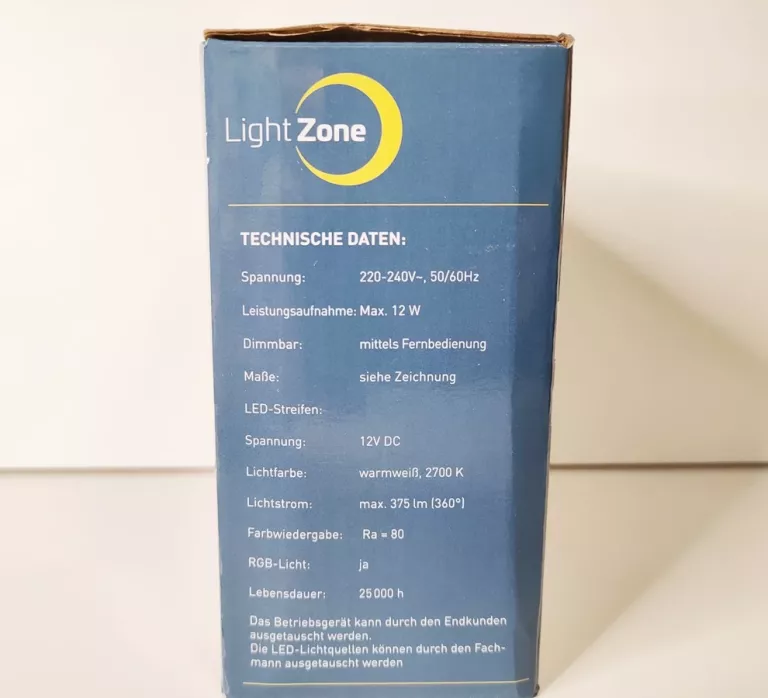 Light Zone
TECHNISCHE DATEN:
Spannung: 220-240V~, 50/60Hz
Leistungsaufnahme: Max. 12 W
Dimmbar: mittels Fernbedienung
Maße: siehe Zeichnung
LED-Streifen:
Spannung: 12V DC
Lichtfarbe: warmweiß, 2700 K
Lichtstrom: max. 375 lm (360°)
Farbwiedergabe: Ra = 80
RGB-Licht: ja
Lebensdauer: 25 000 h
Das Betriebsgerät kann durch den Endkunden
ausgetauscht werden.
Die LED-Lichtquellen können durch den Fach-
mann ausgetauscht werden